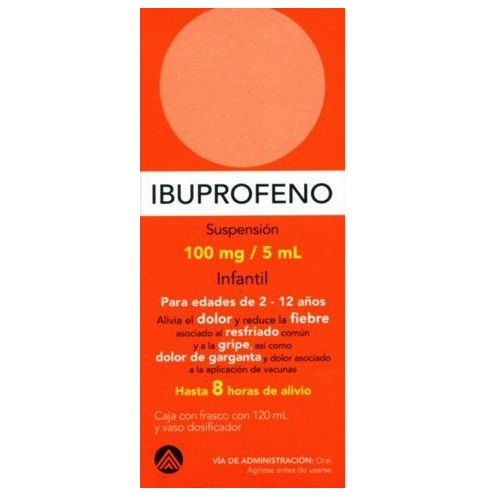 IBUPROFENO
Suspensión
100 mg / 5 mL
Infantil
Para edades de 2 - 12 años
Alivia el dolor y reduce la fiebre
asociado al resfriado común
y a la gripe, así como
dolor de garganta y dolor asociado
a la aplicación de vacunas
Hasta 8 horas de alivio
Caja con frasco con 120 mL
y vaso dosificador
VÍA DE ADMINISTRACIÓN: Oral.
Agítese antes de usarse.